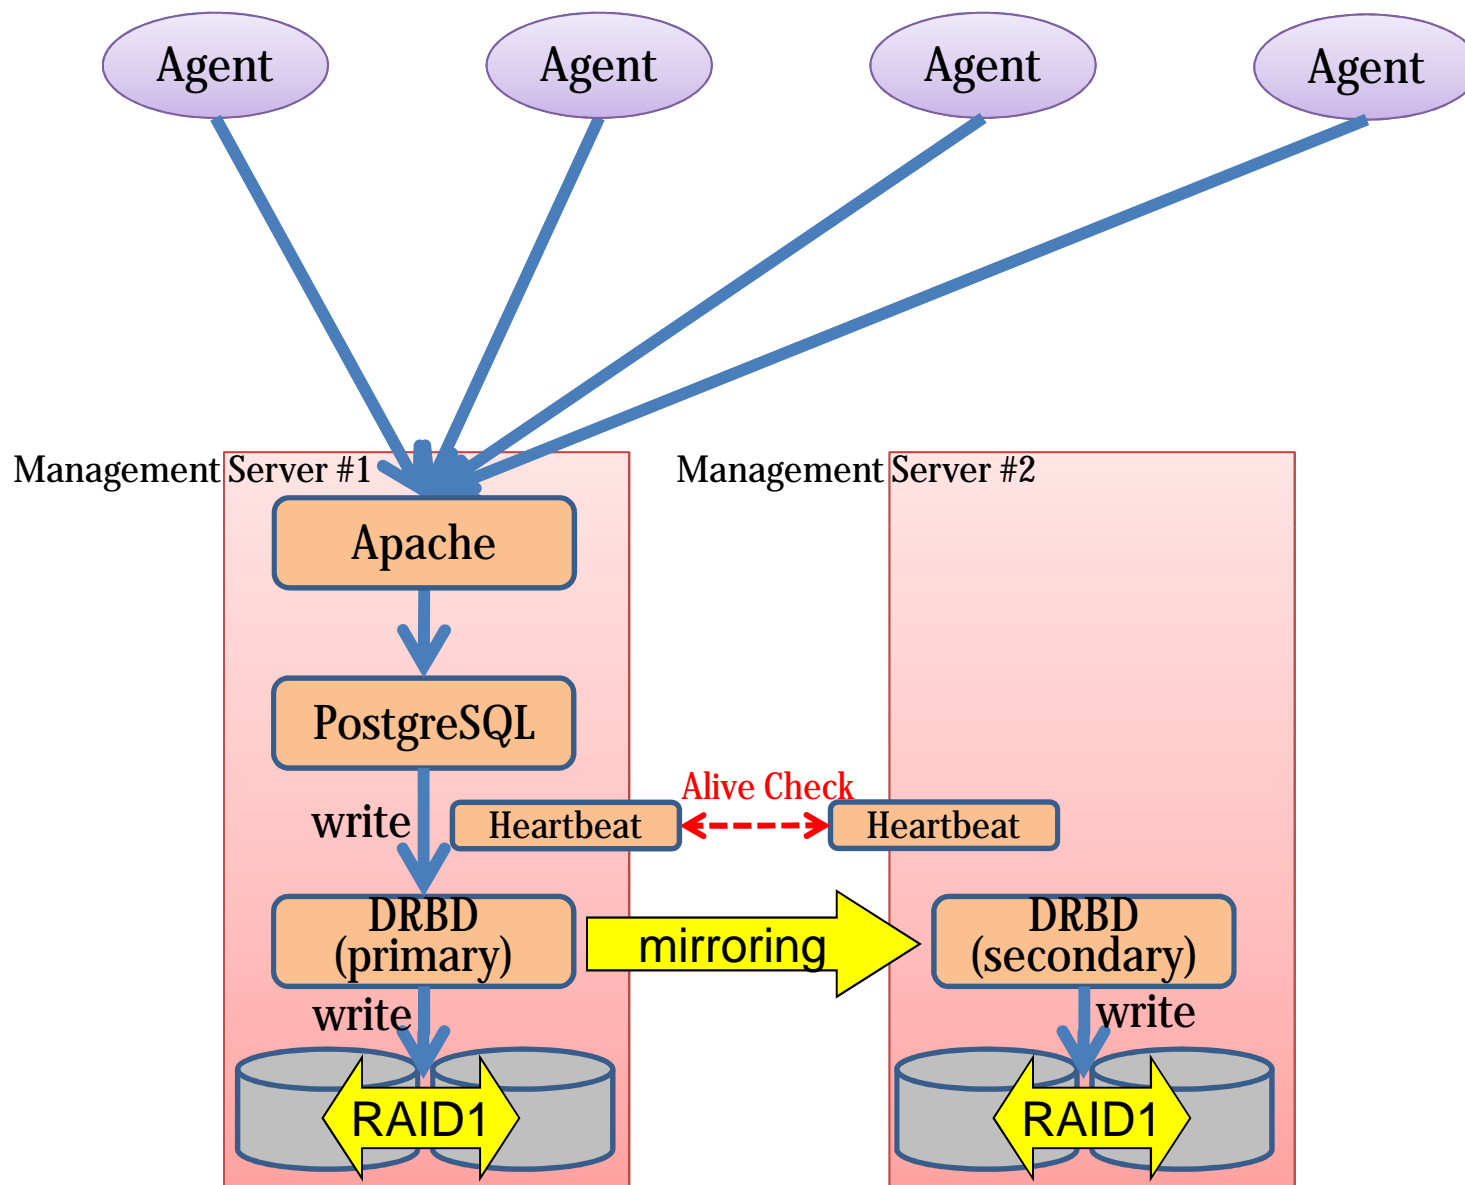 Agent
Agent
Agent
Agent
Management Server #1
Management Server #2
Apache
PostgreSQL
Alive Check
write
Heartbeat
Heartbeat
DRBD
(primary)
mirroring
DRBD
(secondary)
write
write
RAID1
RAID1